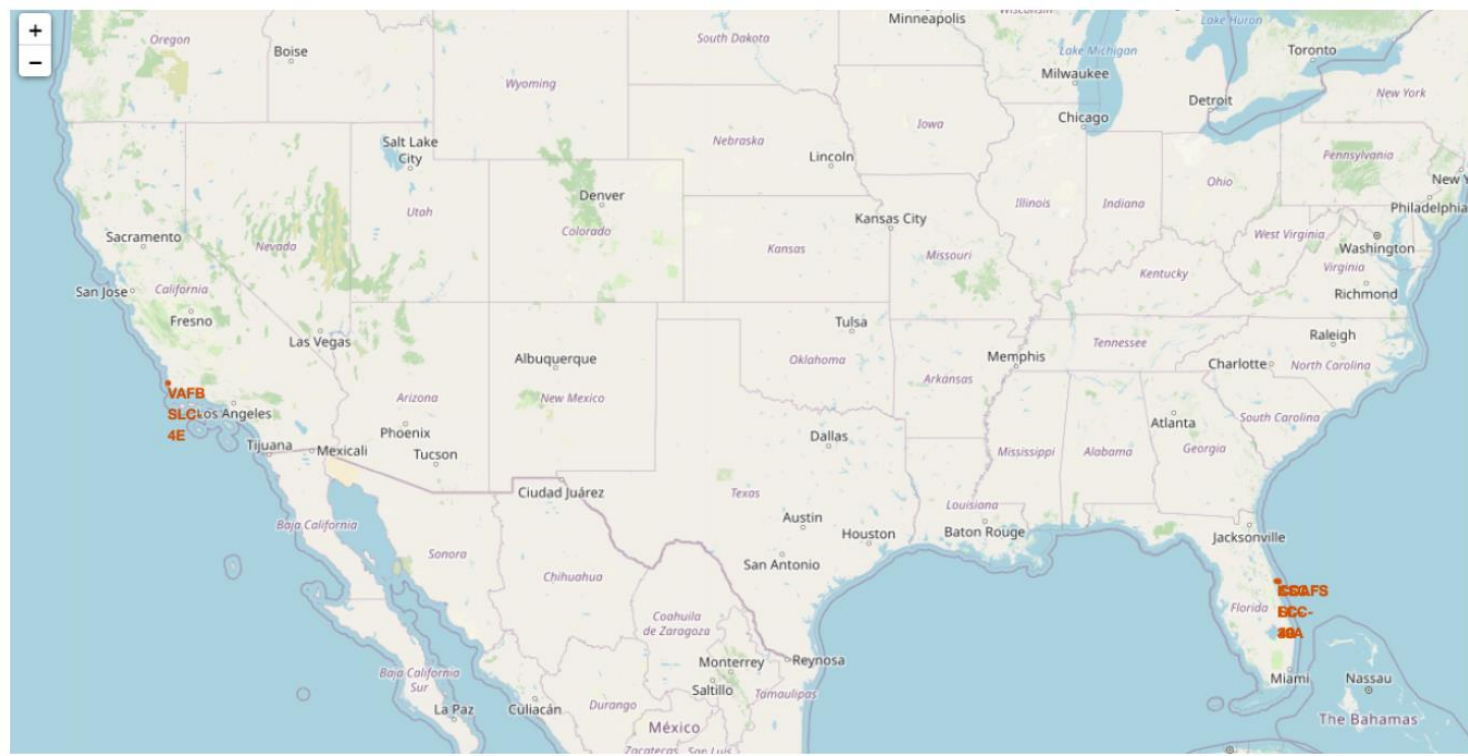 +
−
Oregon
Boise
Wyoming
South Dakota
Minneapolis
Wisconsin
Lake Huron
Lake Michigan
Toronto
Milwaukee
Detroit
New York
Chicago
Iowa
Nebraska
Salt Lake
City
Lincoln
Pennsylvania
Denver
Utah
Colorado
Ohio
New Y
Illinois
Indiana
Philadelphia
Kansas City
Sacramento
Nevada
Kansas
Missouri
West Virginia
Washington
Kentucky
Virginia
San Jose
California
Richmond
Fresno
Tulsa
Raleigh
Las Vegas
Albuquerque
Oklahoma
Memphis
Tennessee
Charlotte
North Carolina
Arkansas
VAFB
SLC-
4E
Los Angeles
Arizona
New Mexico
South Carolina
Atlanta
Phoenix
Dallas
Tijuana
Mexicali
Tucson
Mississippi
Alabama
Georgia
Ciudad Juárez
Texas
Louisiana
Austin
Baja California
Houston
Baton Rouge
Jacksonville
Sonora
San Antonio
Chihuahua
Florida
Coahuila
de Zaragoza
Monterrey
Reynosa
Baja California
Sur
Saltillo
Tamaulipas
Miami
Nassau
La Paz
Culiacán
Durango
México
The Bahamas
Zacatecas
San Luis